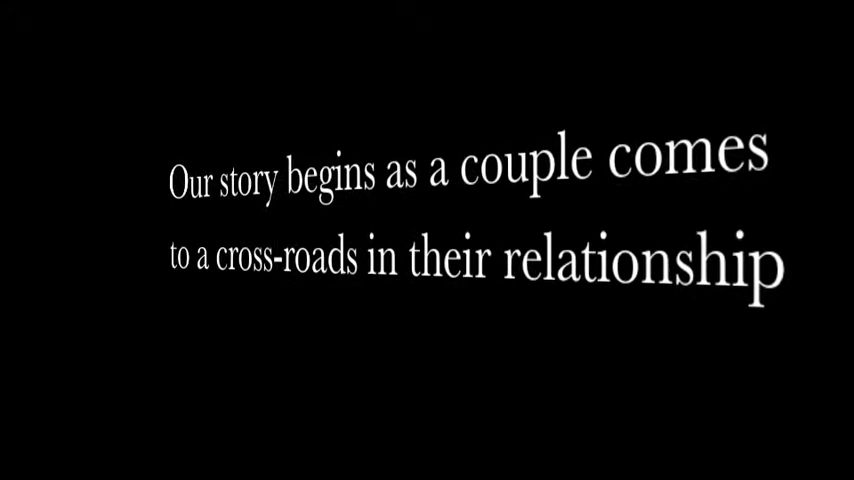 Our story begins as a couple comes
to a cross-roads in their relationship